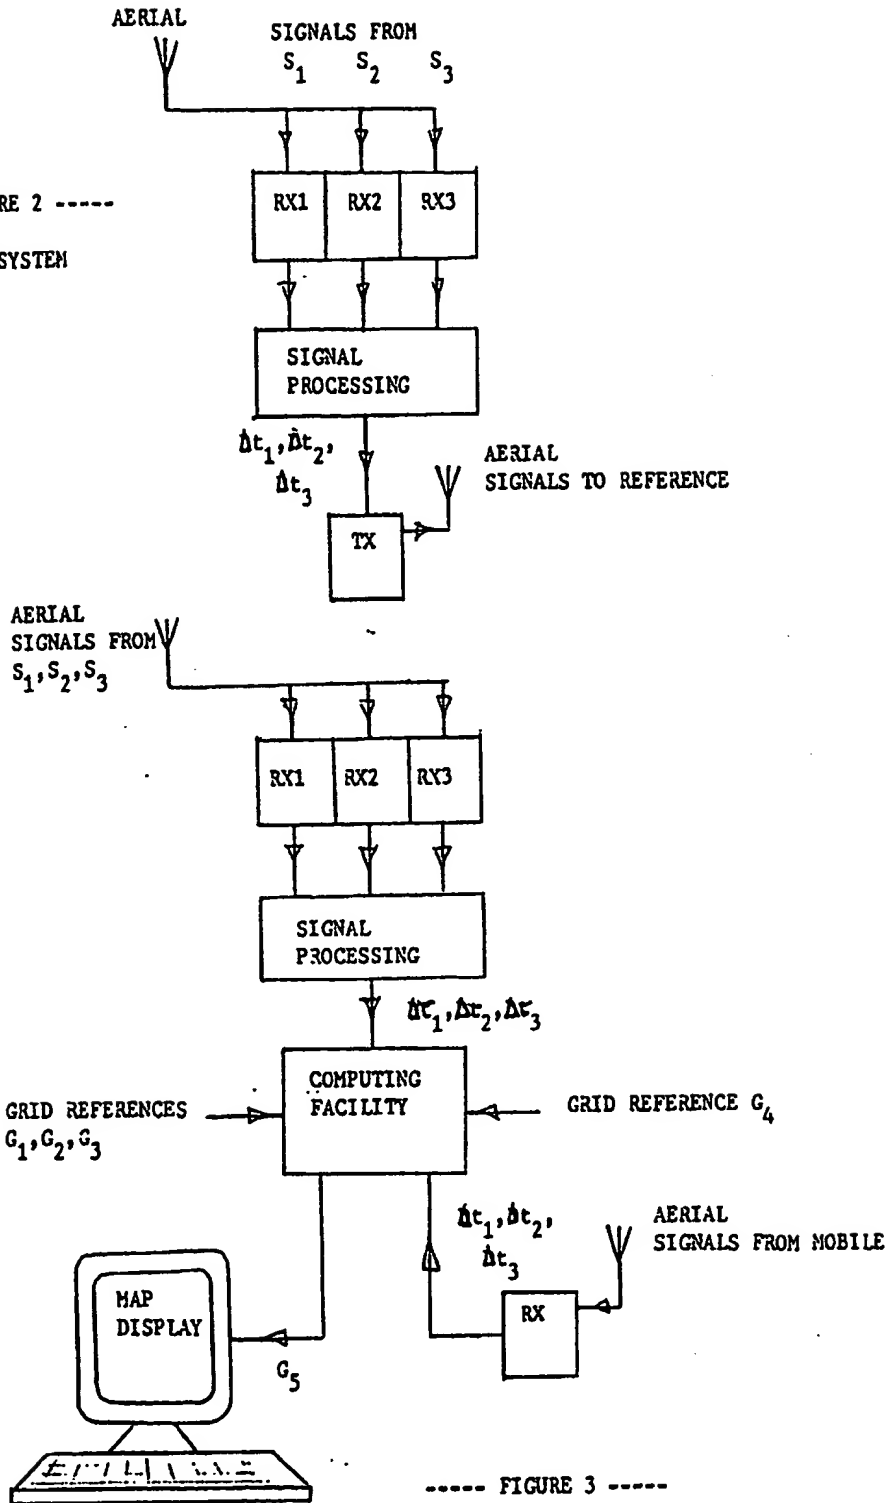 AERIAL
SIGNALS FROM
S1 S2 S3
RE 2 -----
SYSTEM
RX1 RX2 RX3
SIGNAL
PROCESSING
Δt1, Δt2,
Δt3
AERIAL
SIGNALS TO REFERENCE
TX
AERIAL
SIGNALS FROM
S1, S2, S3
RX1 RX2 RX3
SIGNAL
PROCESSING
Δτ1, Δτ2, Δτ3
COMPUTING
FACILITY
GRID REFERENCES
G1, G2, G3
GRID REFERENCE G4
Δt1, Δt2,
Δt3
AERIAL
SIGNALS FROM MOBILE
RX
MAP
DISPLAY
G5
----- FIGURE 3 -----